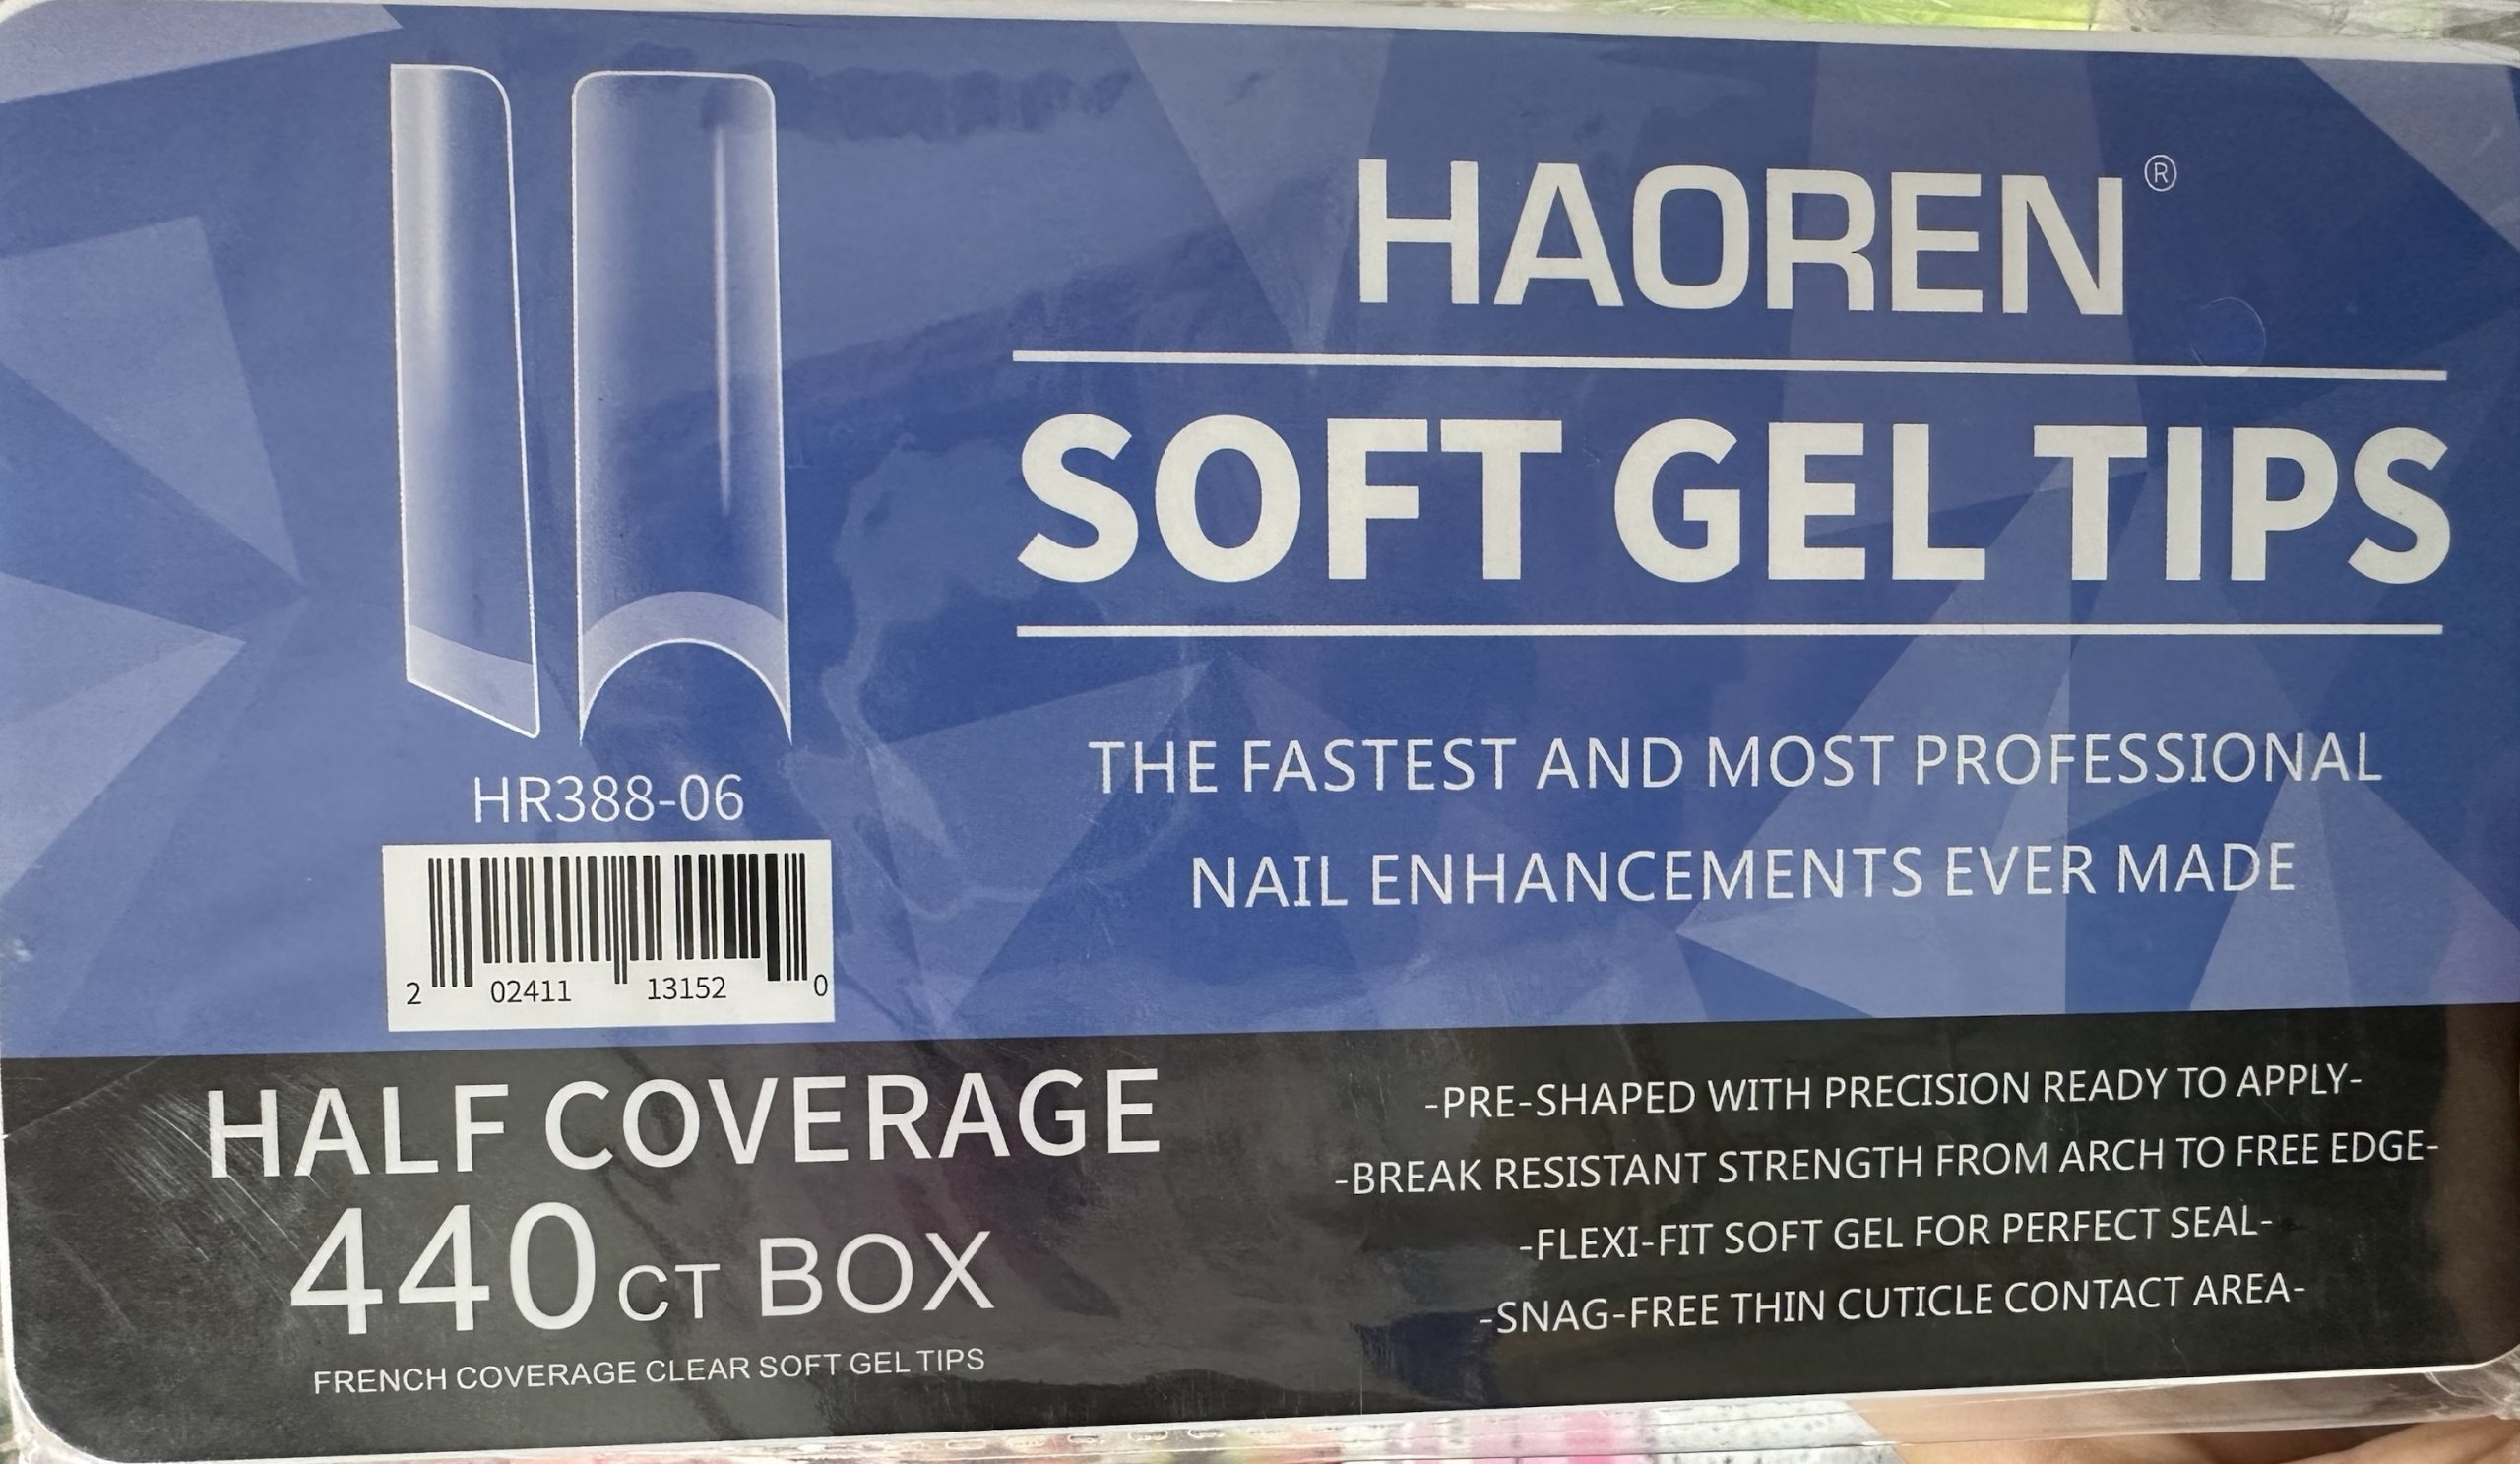 HAOREN®
SOFT GEL TIPS
THE FASTEST AND MOST PROFESSIONAL
NAIL ENHANCEMENTS EVER MADE
HR388-06
2 02411 13152 0
HALF COVERAGE
440 CT BOX
FRENCH COVERAGE CLEAR SOFT GEL TIPS
-PRE-SHAPED WITH PRECISION READY TO APPLY-
-BREAK RESISTANT STRENGTH FROM ARCH TO FREE EDGE-
-FLEXI-FIT SOFT GEL FOR PERFECT SEAL-
-SNAG-FREE THIN CUTICLE CONTACT AREA-